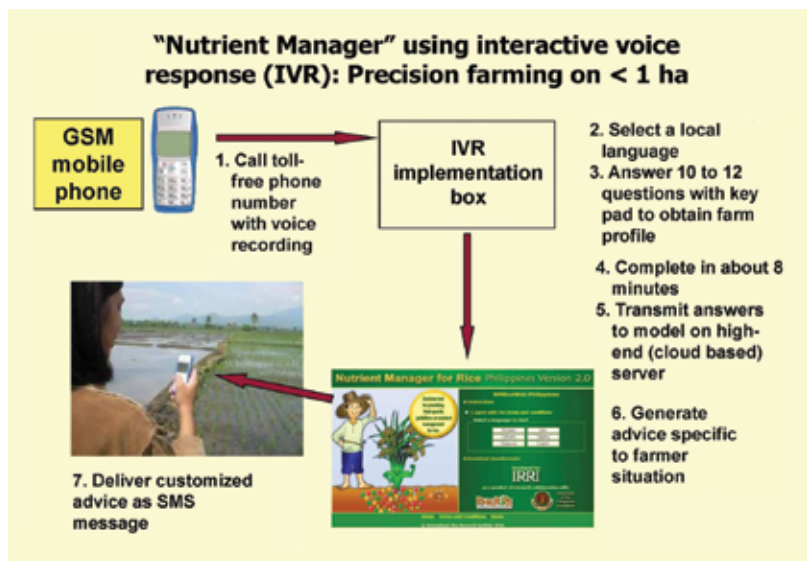 “Nutrient Manager” using interactive voice
response (IVR): Precision farming on < 1 ha
GSM
mobile
phone
1. Call toll-
free phone
number
with voice
recording
IVR
implementation
box
2. Select a local
language
3. Answer 10 to 12
questions with key
pad to obtain farm
profile
4. Complete in about 8
minutes
5. Transmit answers
to model on high-
end (cloud based)
server
Nutrient Manager for Rice Philippines Version 2.0
IRRI
6. Generate
advice specific
to farmer
situation
7. Deliver customized
advice as SMS
message